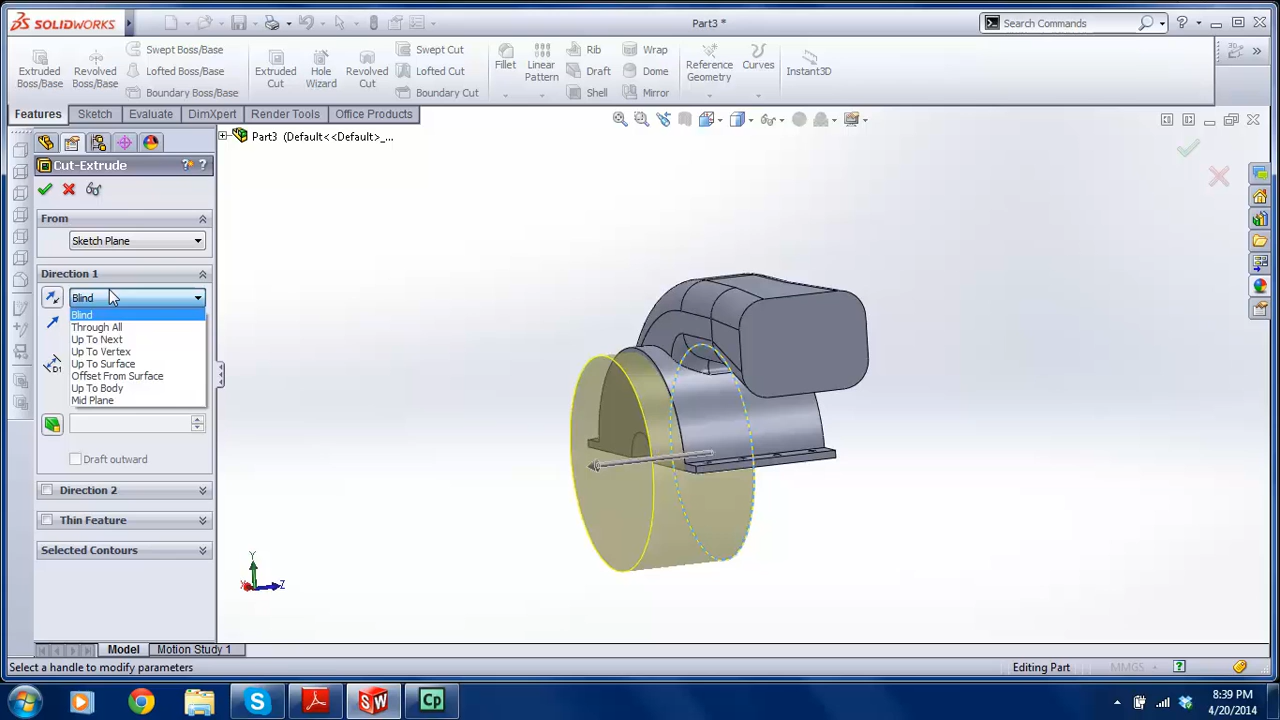 SOLIDWORKS
Part3 *
Search Commands
Extruded Boss/Base
Revolved Boss/Base
Swept Boss/Base
Lofted Boss/Base
Boundary Boss/Base
Extruded Cut
Hole Wizard
Revolved Cut
Swept Cut
Lofted Cut
Boundary Cut
Fillet
Linear Pattern
Rib
Draft
Shell
Wrap
Dome
Mirror
Reference Geometry
Curves
Instant3D
Features
Sketch
Evaluate
DimXpert
Render Tools
Office Products
Part3 (Default<<Default>_...
Cut-Extrude
From
Sketch Plane
Direction 1
Blind
Blind
Through All
Up To Next
Up To Vertex
Up To Surface
Offset From Surface
Up To Body
Mid Plane
D1
Draft outward
Direction 2
Thin Feature
Selected Contours
Y
X
Z
Model
Motion Study 1
Select a handle to modify parameters
Editing Part
MMGS
8:39 PM
4/20/2014